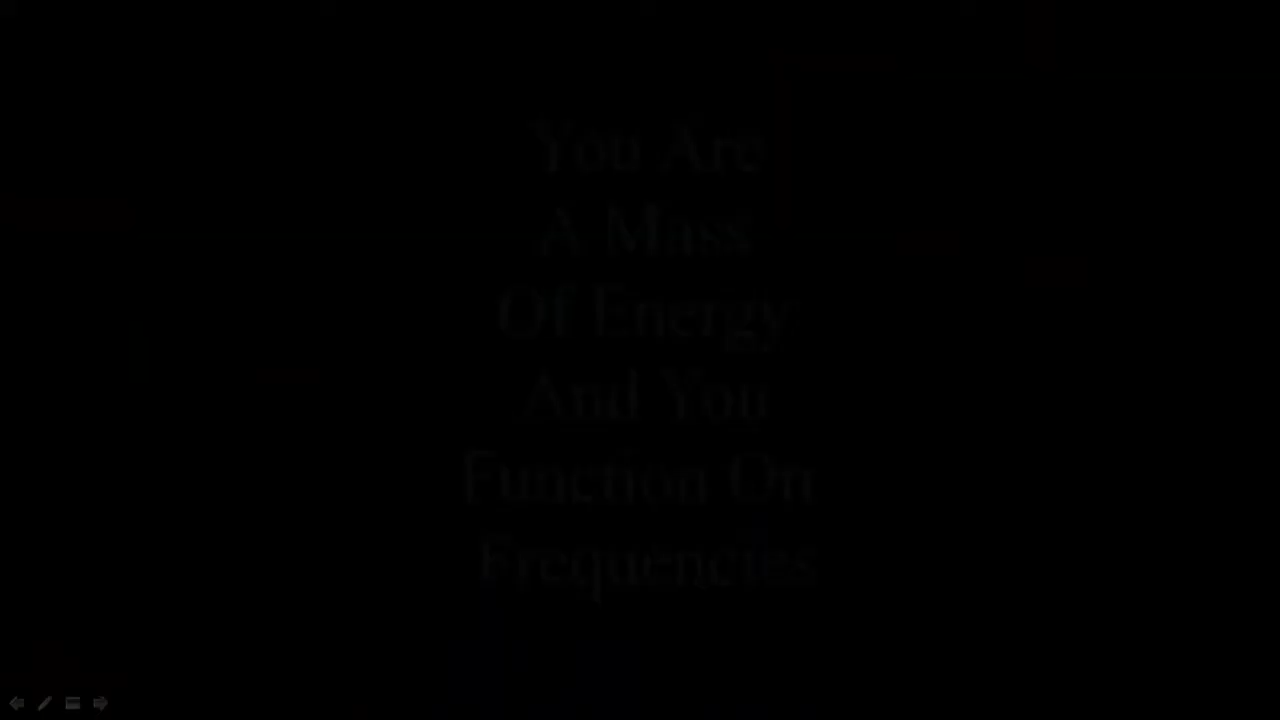 You Are
A Mass
Of Energy
And You
Function On
Frequencies